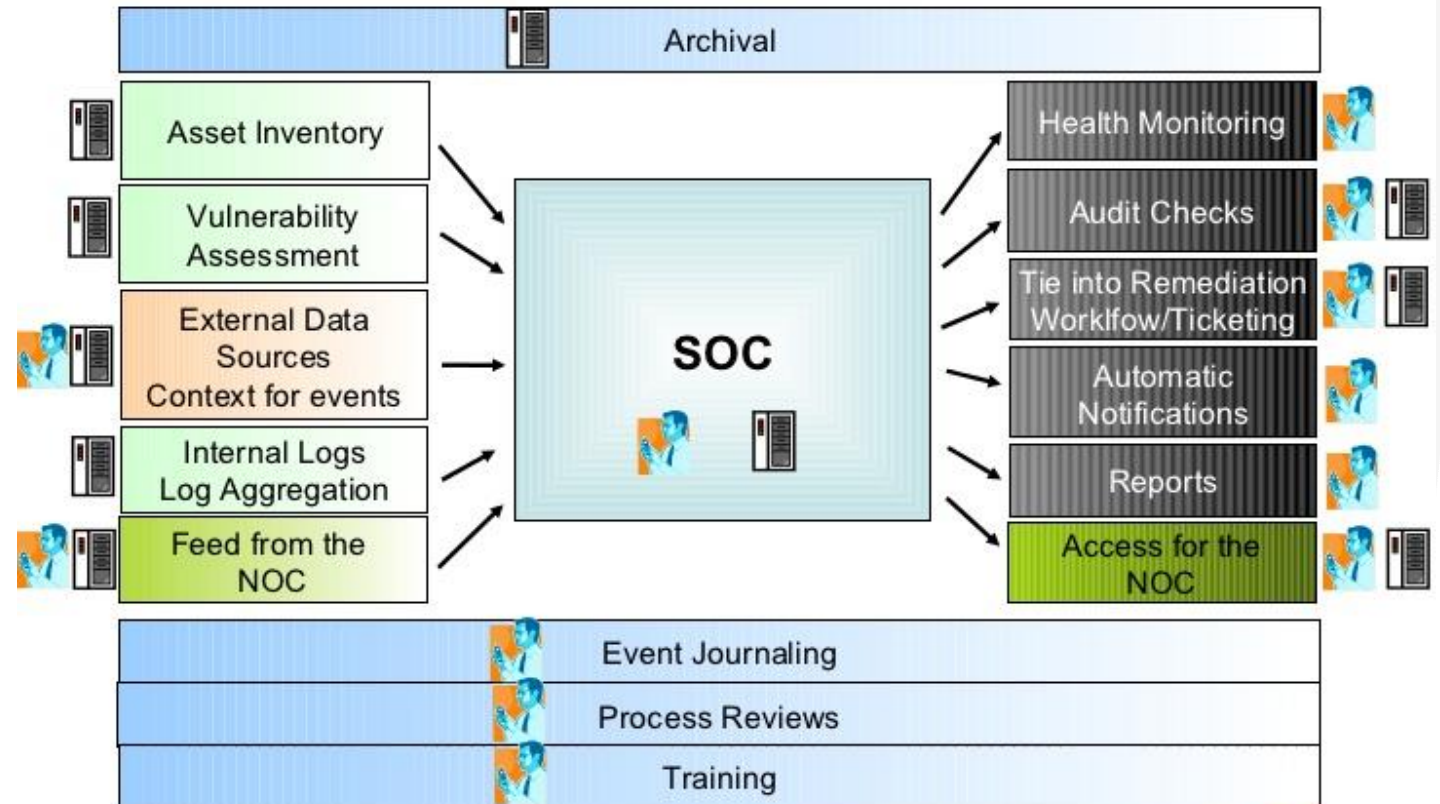 Archival
Asset Inventory
Vulnerability
Assessment
External Data
Sources
Context for events
Internal Logs
Log Aggregation
Feed from the
NOC
SOC
Health Monitoring
Audit Checks
Tie into Remediation
Worklfow/Ticketing
Automatic
Notifications
Reports
Access for the
NOC
Event Journaling
Process Reviews
Training